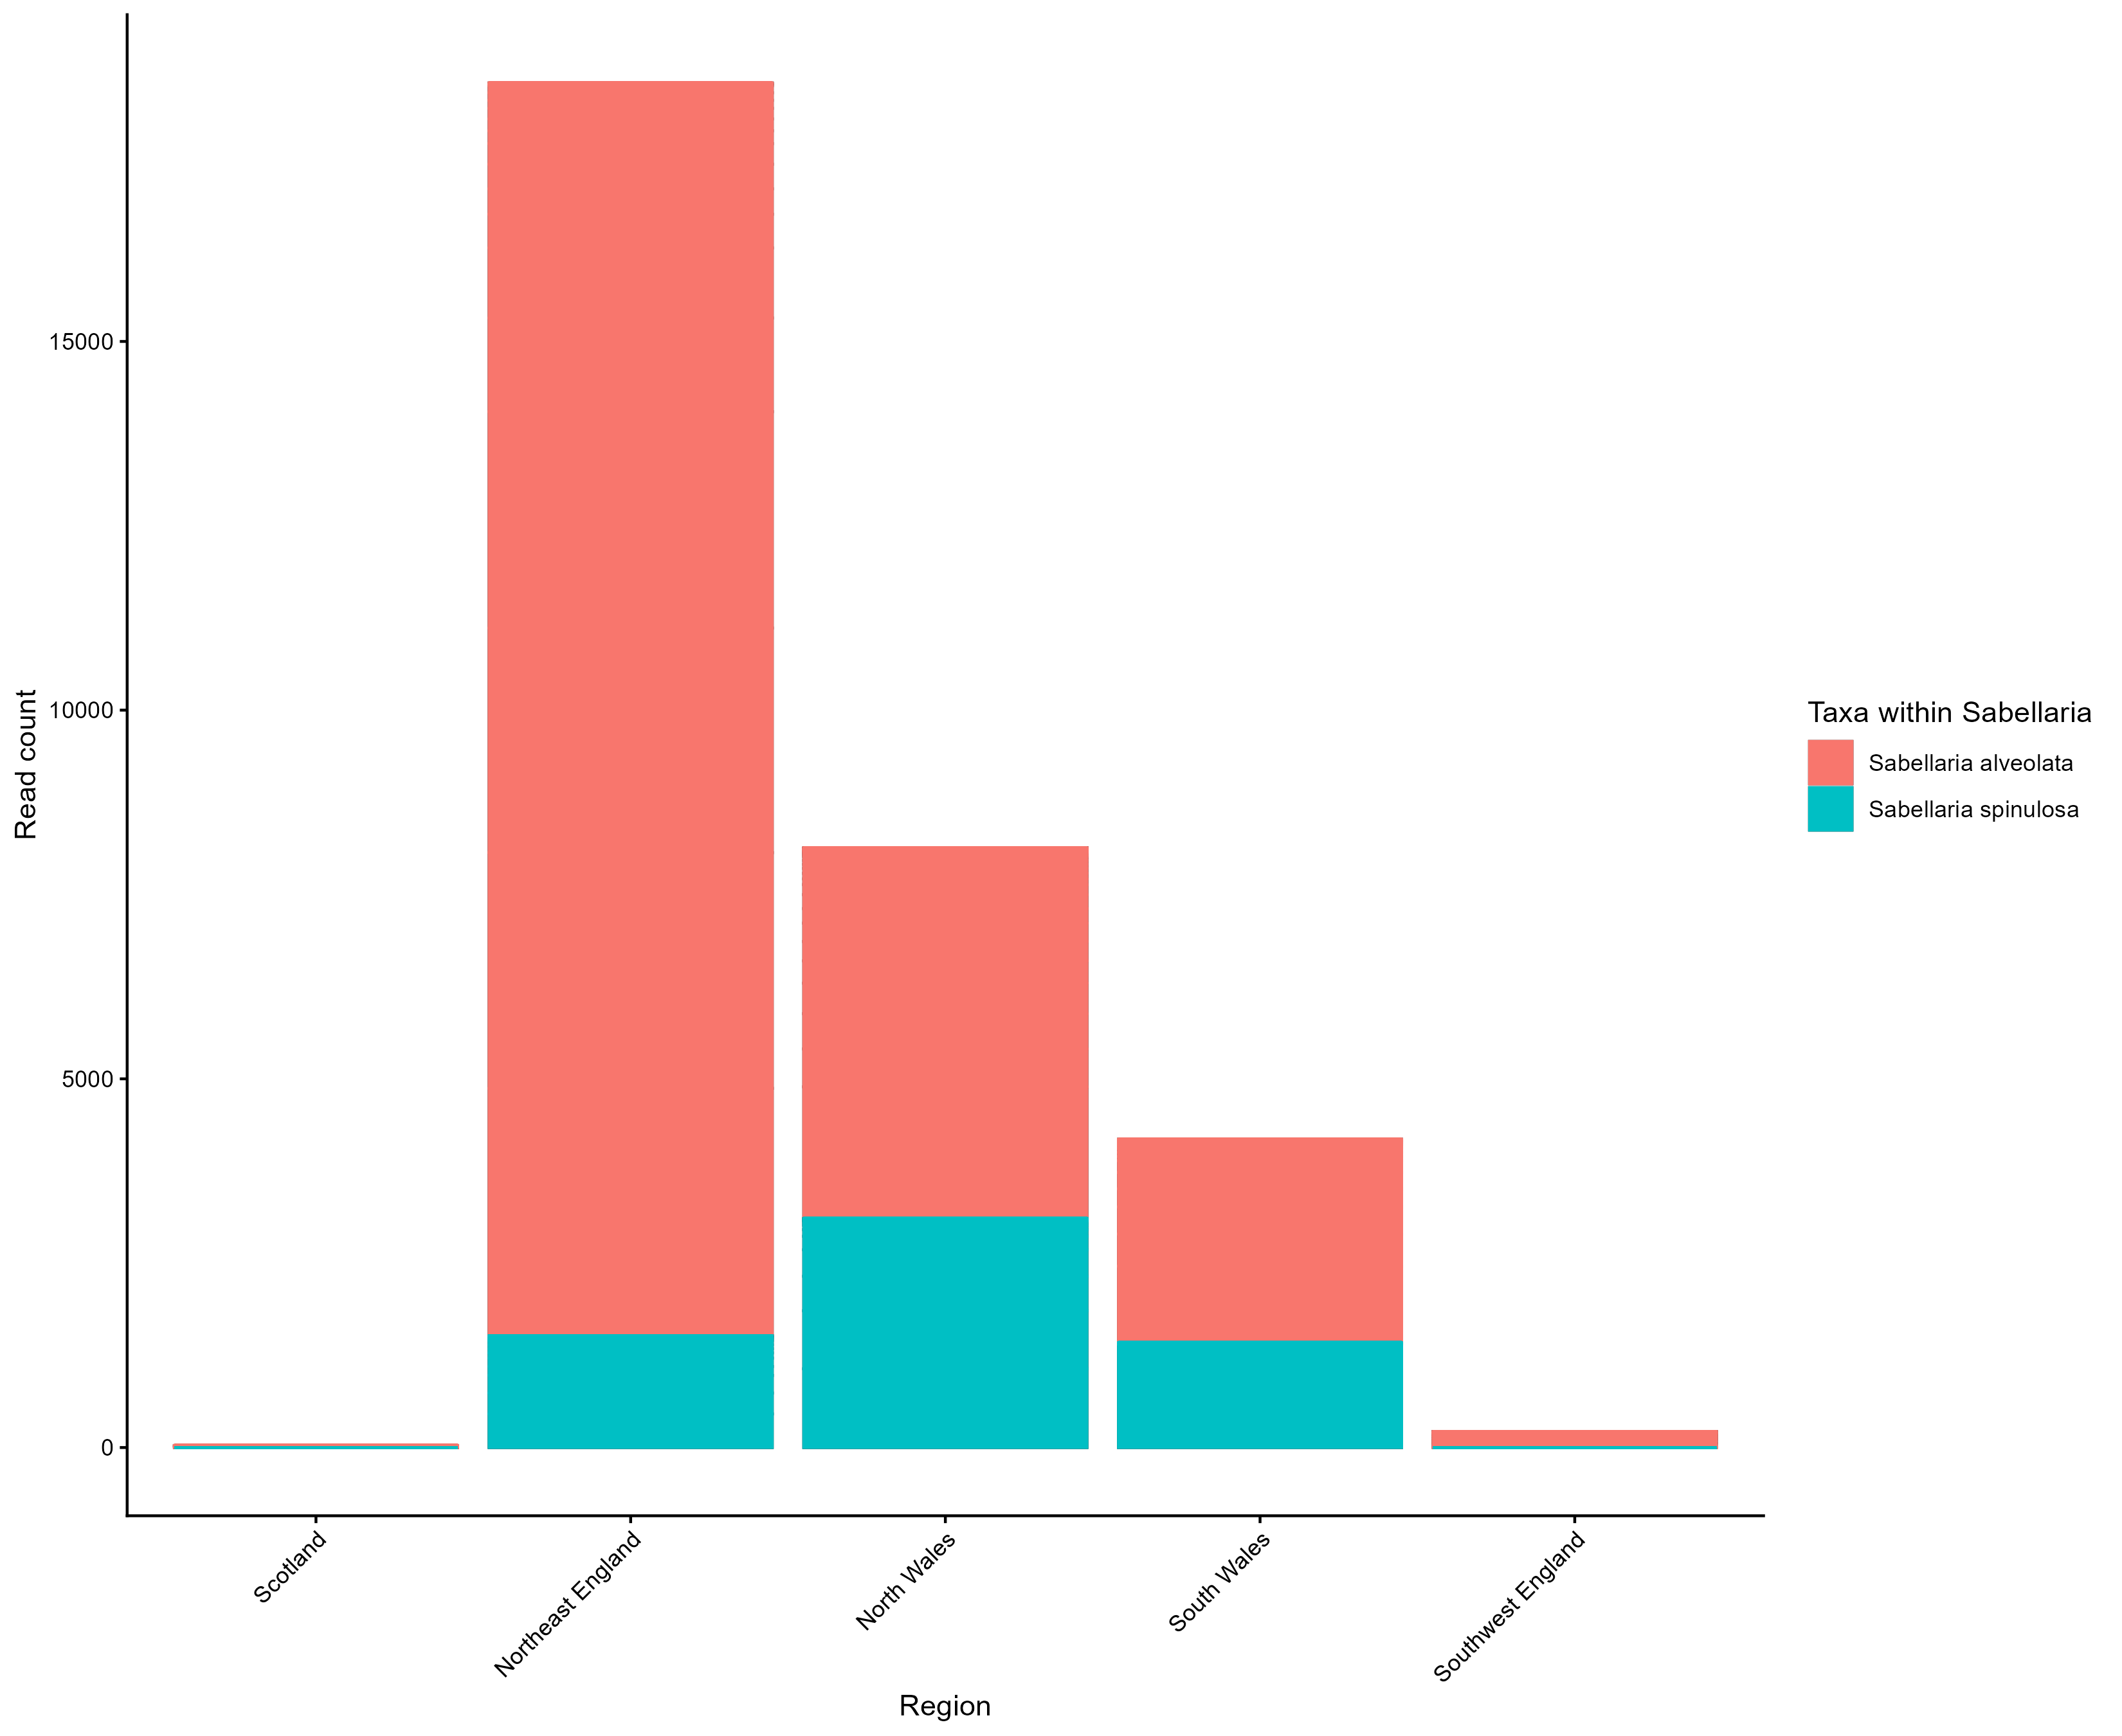 15000
10000
5000
0
Read count
Scotland
Northeast England
North Wales
South Wales
Southwest England
Region
Taxa within Sabellaria
Sabellaria alveolata
Sabellaria spinulosa